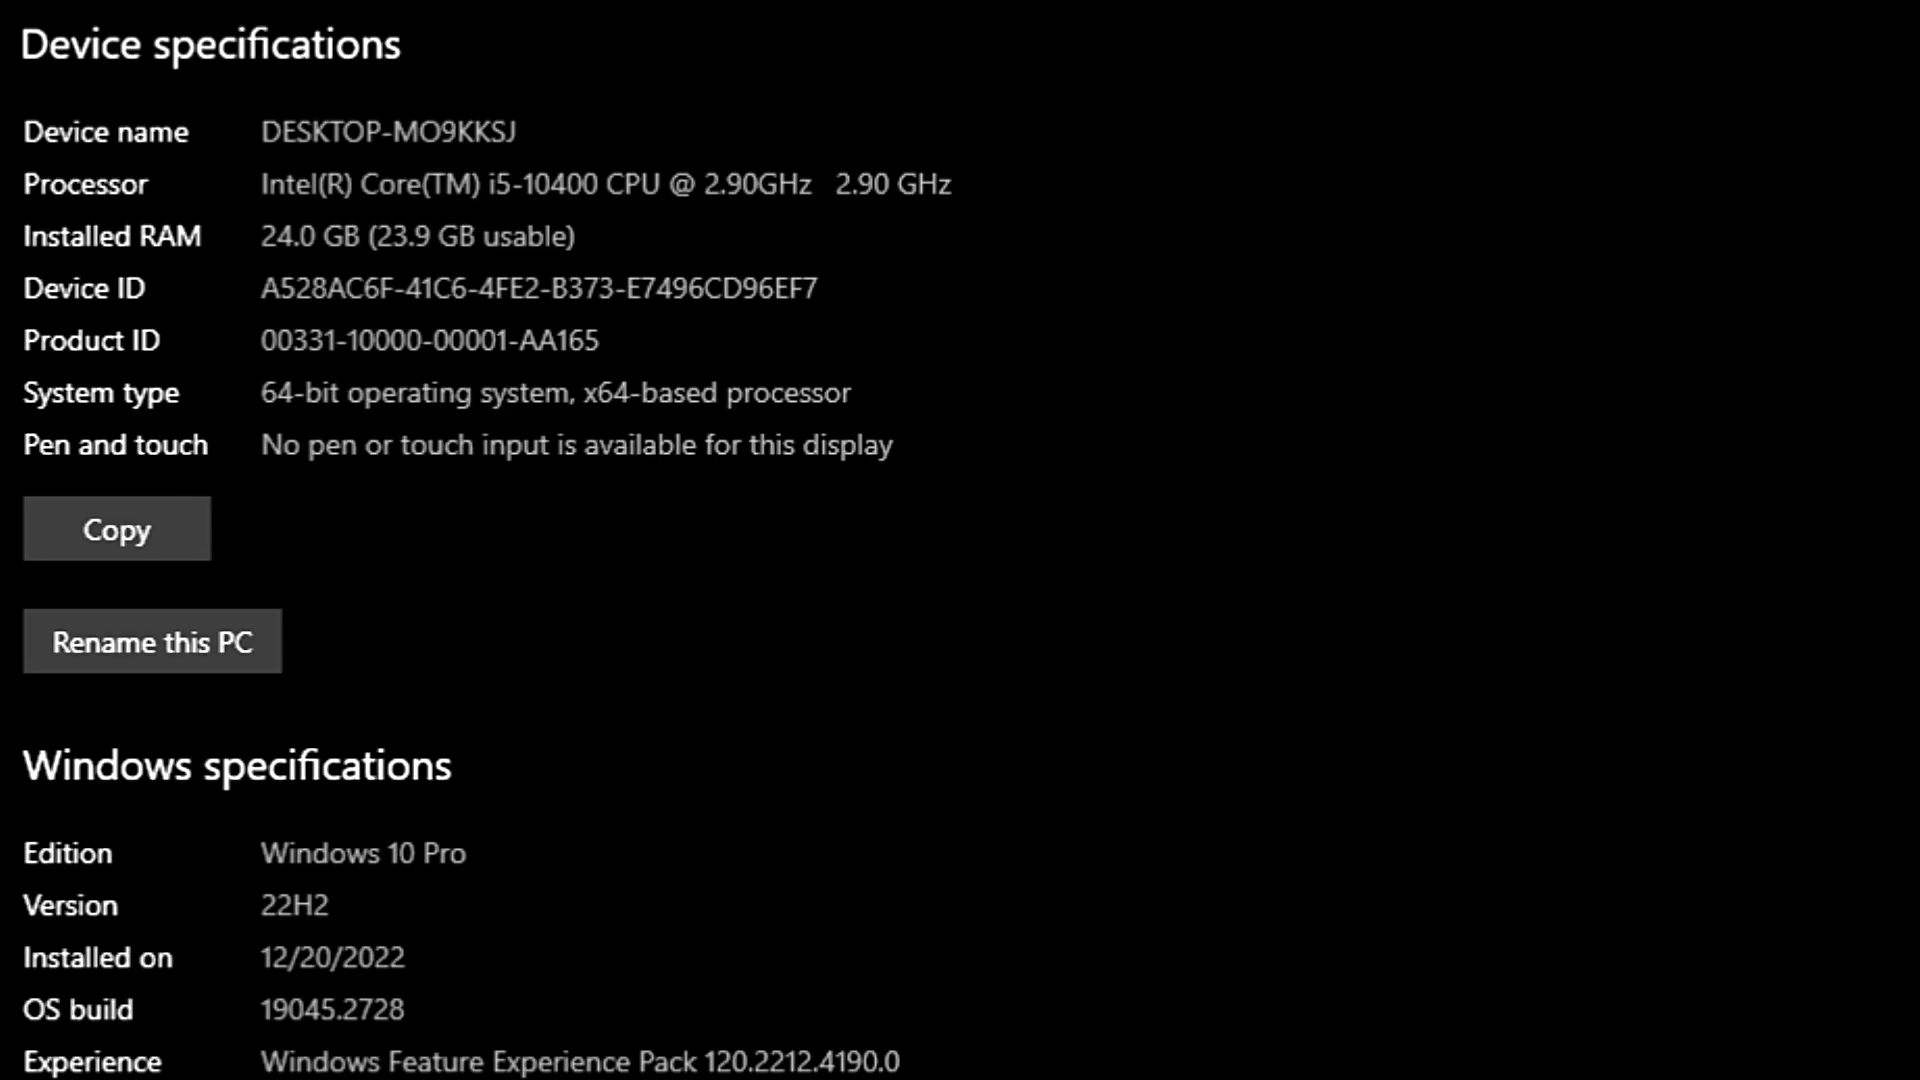 Device specifications
Device name DESKTOP-MO9KKSJ
Processor Intel(R) Core(TM) i5-10400 CPU @ 2.90GHz 2.90 GHz
Installed RAM 24.0 GB (23.9 GB usable)
Device ID A528AC6F-41C6-4FE2-B373-E7496CD96EF7
Product ID 00331-10000-00001-AA165
System type 64-bit operating system, x64-based processor
Pen and touch No pen or touch input is available for this display
Copy
Rename this PC
Windows specifications
Edition Windows 10 Pro
Version 22H2
Installed on 12/20/2022
OS build 19045.2728
Experience Windows Feature Experience Pack 120.2212.4190.0